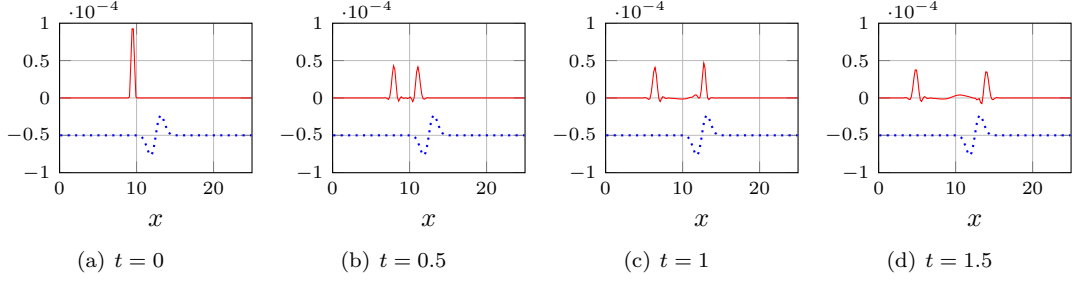 ·10−4 ·10−4 ·10−4 ·10−4
1 1 1 1
0.5 0.5 0.5 0.5
0 0 0 0
−0.5 −0.5 −0.5 −0.5
−1 −1 −1 −1
0 10 20 0 10 20 0 10 20 0 10 20
x x x x
(a) t = 0 (b) t = 0.5 (c) t = 1 (d) t = 1.5